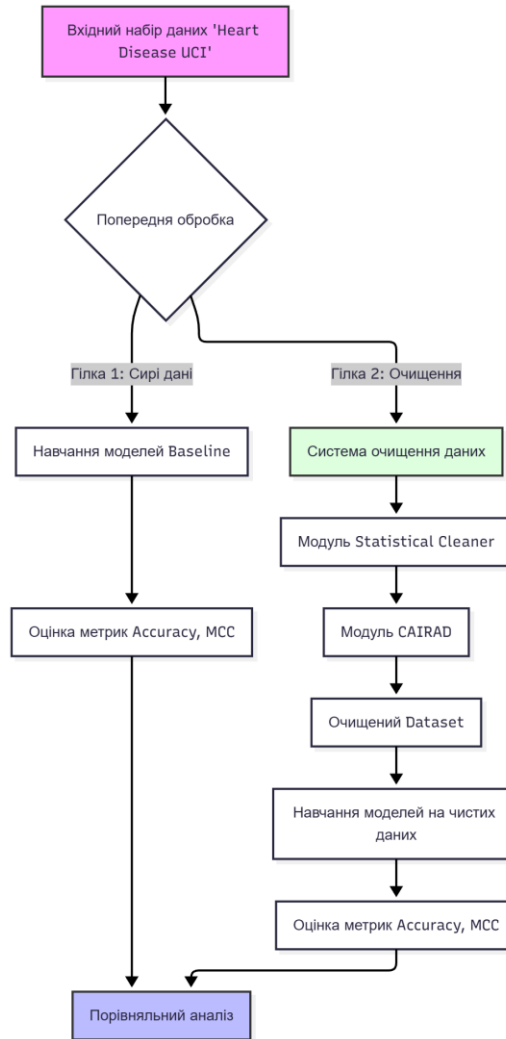 Вхідний набір даних 'Heart
Disease UCI'
Попередня обробка
Гілка 1: Сирі дані
Гілка 2: Очищення
Навчання моделей Baseline
Система очищення даних
Модуль Statistical Cleaner
Оцінка метрик Accuracy, MCC
Модуль CAIRAD
Очищений Dataset
Навчання моделей на чистих
даних
Оцінка метрик Accuracy, MCC
Порівняльний аналіз